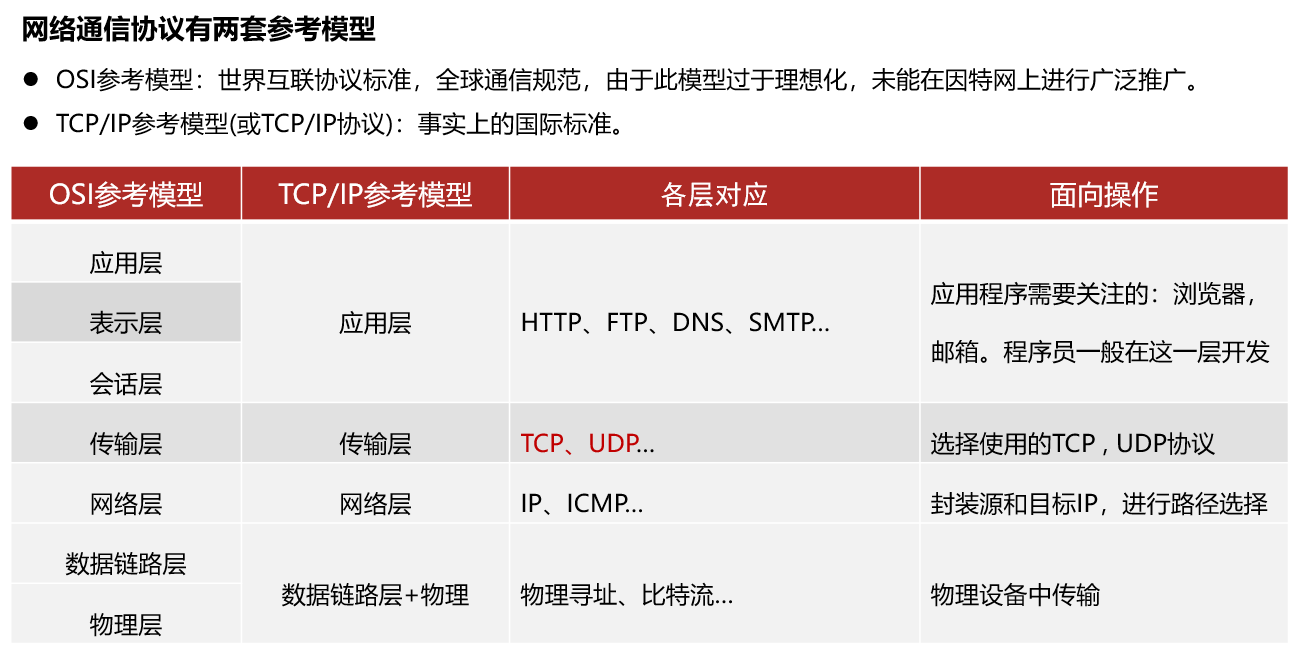 网络通信协议有两套参考模型
● OSI参考模型：世界互联协议标准，全球通信规范，由于此模型过于理想化，未能在因特网上进行广泛推广。
● TCP/IP参考模型(或TCP/IP协议)：事实上的国际标准。
OSI参考模型 TCP/IP参考模型 各层对应 面向操作
应用层
表示层
会话层
应用层
HTTP、FTP、DNS、SMTP...
应用程序需要关注的：浏览器，
邮箱。程序员一般在这一层开发
传输层 传输层 TCP、UDP... 选择使用的TCP , UDP协议
网络层 网络层 IP、ICMP... 封装源和目标IP，进行路径选择
数据链路层
物理层
数据链路层+物理
物理寻址、比特流...
物理设备中传输